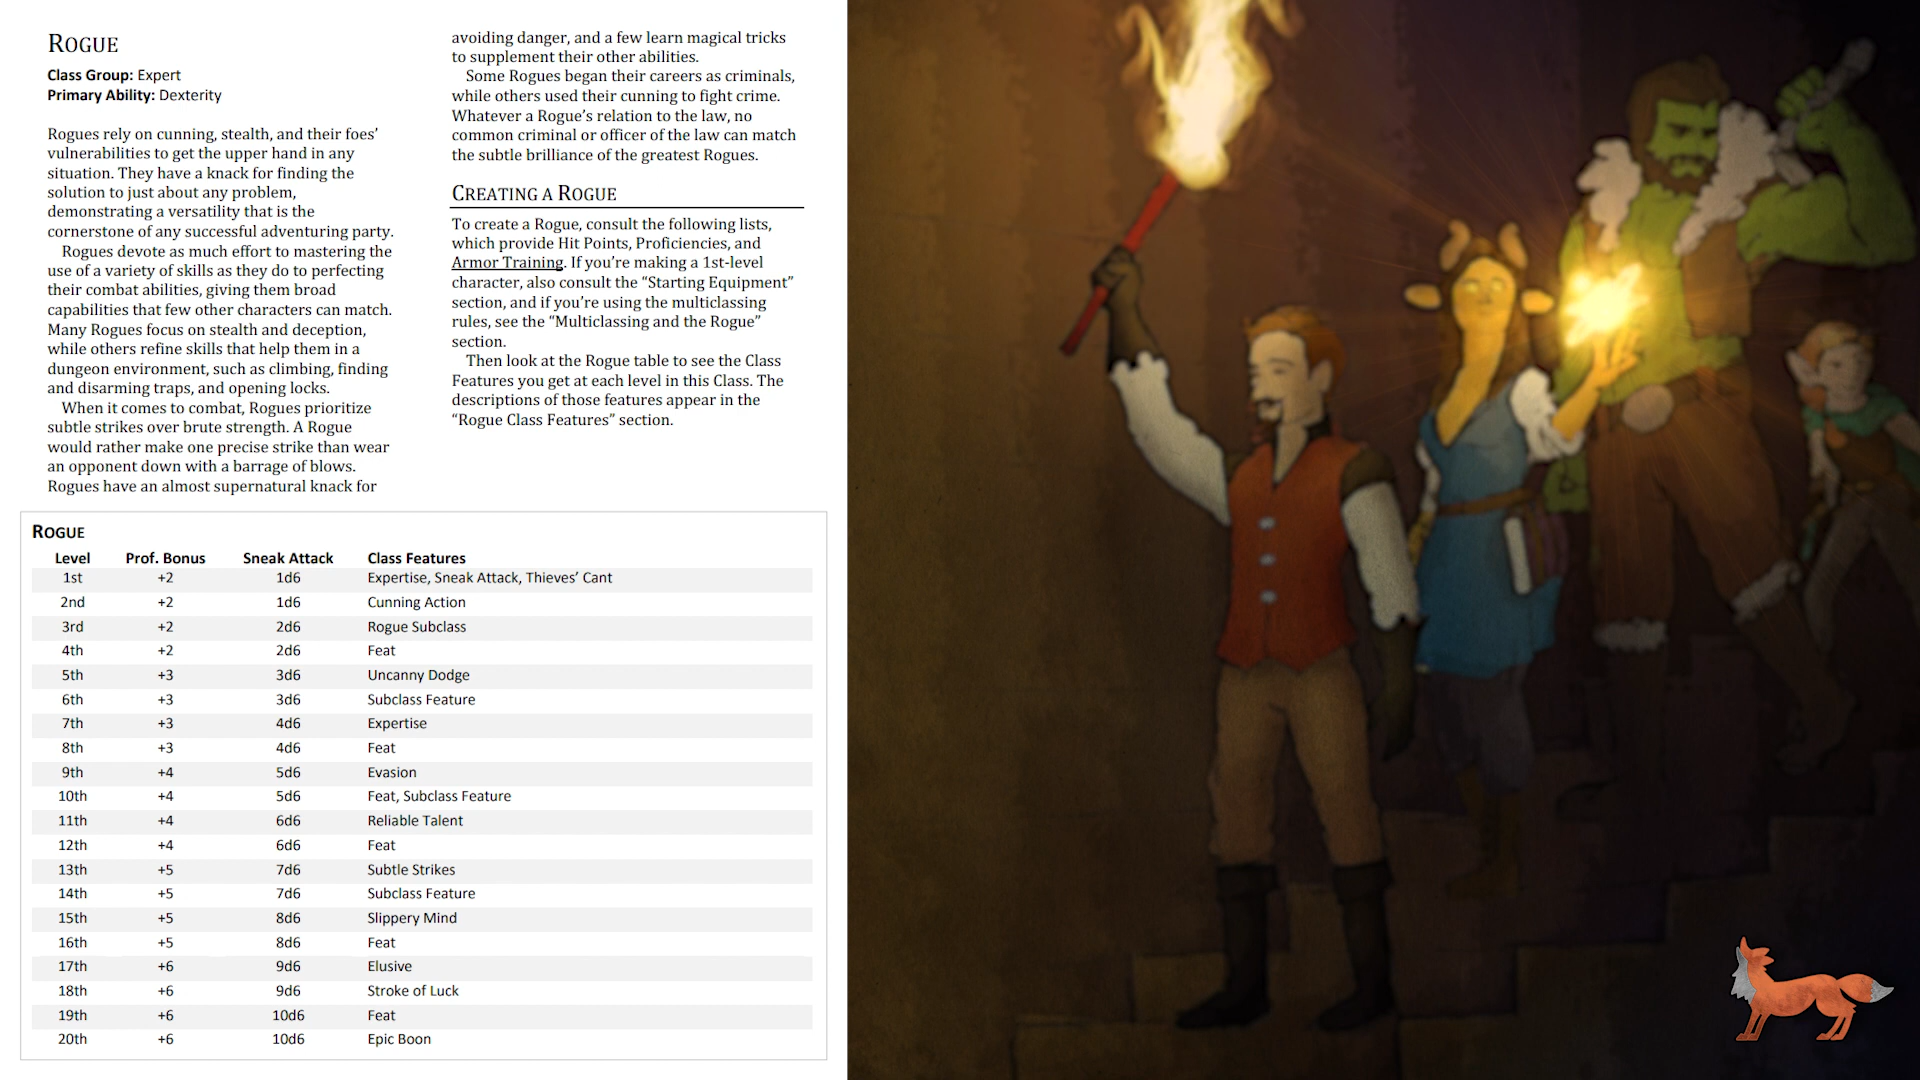 ROGUE
Class Group: Expert
Primary Ability: Dexterity
Rogues rely on cunning, stealth, and their foes’
vulnerabilities to get the upper hand in any
situation. They have a knack for finding the
solution to just about any problem,
demonstrating a versatility that is the
cornerstone of any successful adventuring party.
Rogues devote as much effort to mastering the
use of a variety of skills as they do to perfecting
their combat abilities, giving them broad
capabilities that few other characters can match.
Many Rogues focus on stealth and deception,
while others refine skills that help them in a
dungeon environment, such as climbing, finding
and disarming traps, and opening locks.
When it comes to combat, Rogues prioritize
subtle strikes over brute strength. A Rogue
would rather make one precise strike than wear
an opponent down with a barrage of blows.
Rogues have an almost supernatural knack for
avoiding danger, and a few learn magical tricks
to supplement their other abilities.
Some Rogues began their careers as criminals,
while others used their cunning to fight crime.
Whatever a Rogue’s relation to the law, no
common criminal or officer of the law can match
the subtle brilliance of the greatest Rogues.
CREATING A ROGUE
To create a Rogue, consult the following lists,
which provide Hit Points, Proficiencies, and
Armor Training. If you’re making a 1st-level
character, also consult the “Starting Equipment”
section, and if you’re using the multiclassing
rules, see the “Multiclassing and the Rogue”
section.
Then look at the Rogue table to see the Class
Features you get at each level in this Class. The
descriptions of those features appear in the
“Rogue Class Features” section.
ROGUE
Level Prof. Bonus Sneak Attack Class Features
1st +2 1d6 Expertise, Sneak Attack, Thieves’ Cant
2nd +2 1d6 Cunning Action
3rd +2 2d6 Rogue Subclass
4th +2 2d6 Feat
5th +3 3d6 Uncanny Dodge
6th +3 3d6 Subclass Feature
7th +3 4d6 Expertise
8th +3 4d6 Feat
9th +4 5d6 Evasion
10th +4 5d6 Feat, Subclass Feature
11th +4 6d6 Reliable Talent
12th +4 6d6 Feat
13th +5 7d6 Subtle Strikes
14th +5 7d6 Subclass Feature
15th +5 8d6 Slippery Mind
16th +5 8d6 Feat
17th +6 9d6 Elusive
18th +6 9d6 Stroke of Luck
19th +6 10d6 Feat
20th +6 10d6 Epic Boon